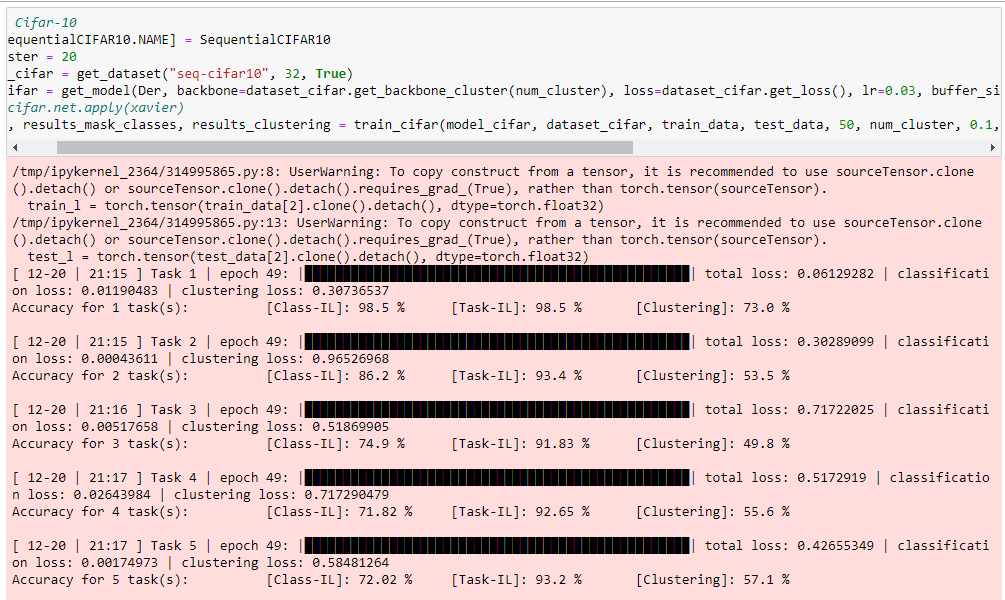 Cifar-10
equentialCIFAR10.NAME] = SequentialCIFAR10
ster = 20
_cifar = get_dataset("seq-cifar10", 32, True)
ifar = get_model(Der, backbone=dataset_cifar.get_backbone_cluster(num_cluster), loss=dataset_cifar.get_loss(), lr=0.03, buffer_si
cifar.net.apply(xavier)
, results_mask_classes, results_clustering = train_cifar(model_cifar, dataset_cifar, train_data, test_data, 50, num_cluster, 0.1,
/tmp/ipykernel_2364/314995865.py:8: UserWarning: To copy construct from a tensor, it is recommended to use sourceTensor.clone
().detach() or sourceTensor.clone().detach().requires_grad_(True), rather than torch.tensor(sourceTensor).
train_l = torch.tensor(train_data[2].clone().detach(), dtype=torch.float32)
/tmp/ipykernel_2364/314995865.py:13: UserWarning: To copy construct from a tensor, it is recommended to use sourceTensor.clone
().detach() or sourceTensor.clone().detach().requires_grad_(True), rather than torch.tensor(sourceTensor).
test_l = torch.tensor(test_data[2].clone().detach(), dtype=torch.float32)
[ 12-20 | 21:15 ] Task 1 | epoch 49: || total loss: 0.06129282 | classificati
on loss: 0.01190483 | clustering loss: 0.30736537
Accuracy for 1 task(s): [Class-IL]: 98.5 % [Task-IL]: 98.5 % [Clustering]: 73.0 %
[ 12-20 | 21:15 ] Task 2 | epoch 49: || total loss: 0.30289099 | classificati
on loss: 0.00043611 | clustering loss: 0.96526968
Accuracy for 2 task(s): [Class-IL]: 86.2 % [Task-IL]: 93.4 % [Clustering]: 53.5 %
[ 12-20 | 21:16 ] Task 3 | epoch 49: || total loss: 0.71722025 | classificati
on loss: 0.00517658 | clustering loss: 0.51869905
Accuracy for 3 task(s): [Class-IL]: 74.9 % [Task-IL]: 91.83 % [Clustering]: 49.8 %
[ 12-20 | 21:17 ] Task 4 | epoch 49: || total loss: 0.5172919 | classificatio
n loss: 0.02643984 | clustering loss: 0.717290479
Accuracy for 4 task(s): [Class-IL]: 71.82 % [Task-IL]: 92.65 % [Clustering]: 55.6 %
[ 12-20 | 21:17 ] Task 5 | epoch 49: || total loss: 0.42655349 | classificati
on loss: 0.00174973 | clustering loss: 0.58481264
Accuracy for 5 task(s): [Class-IL]: 72.02 % [Task-IL]: 93.2 % [Clustering]: 57.1 %